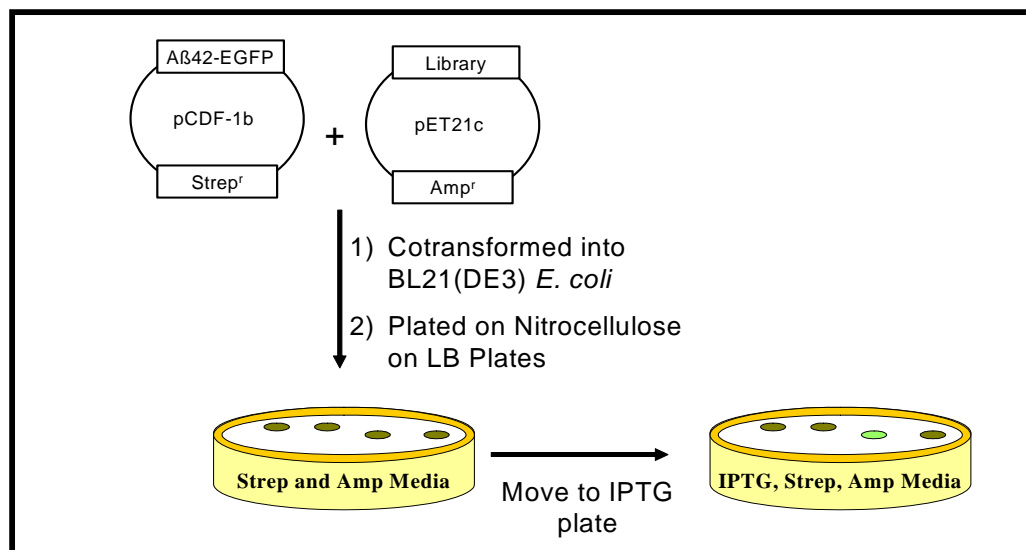 Aß42-EGFP
pCDF-1b
Strepʳ
+
Library
pET21c
Ampʳ
1) Cotransformed into
BL21(DE3) E. coli
2) Plated on Nitrocellulose
on LB Plates
Strep and Amp Media
Move to IPTG
plate
IPTG, Strep, Amp Media